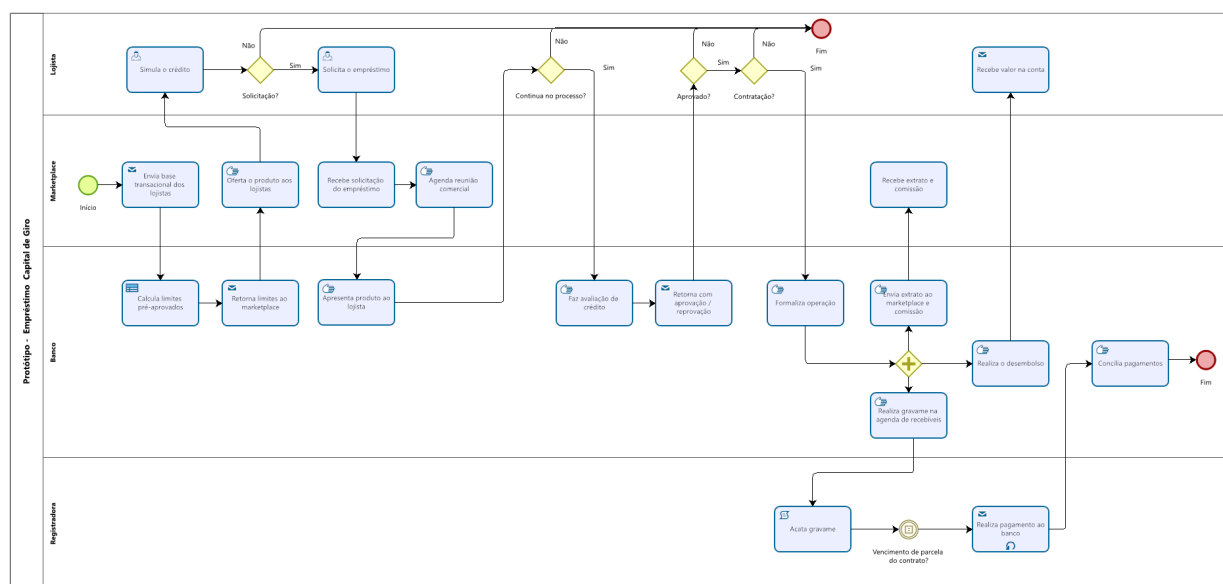 Protótipo - Empréstimo Capital de Giro
Lojista
Simula o crédito
Não
Sim
Solicitação?
Solicita o empréstimo
Não
Sim
Continua no processo?
Não
Sim
Aprovado?
Não
Sim
Contratação?
Fim
Recebe valor na conta
Marketplace
Início
Envia base
transacional dos
lojistas
Oferta o produto aos
lojistas
Recebe solicitação
do empréstimo
Agenda reunião
comercial
Recebe extrato e
comissão
Banco
Calcula limites
pré-aprovados
Retorna limites ao
marketplace
Apresenta produto ao
lojista
Faz avaliação de
crédito
Retorna com
aprovação /
reprovação
Formaliza operação
Envia extrato ao
marketplace e
comissão
Realiza o desembolso
Concilia pagamentos
Fim
Realiza gravame na
agenda de recebíveis
Registradora
Acata gravame
Vencimento de parcela
do contrato?
Realiza pagamento ao
banco